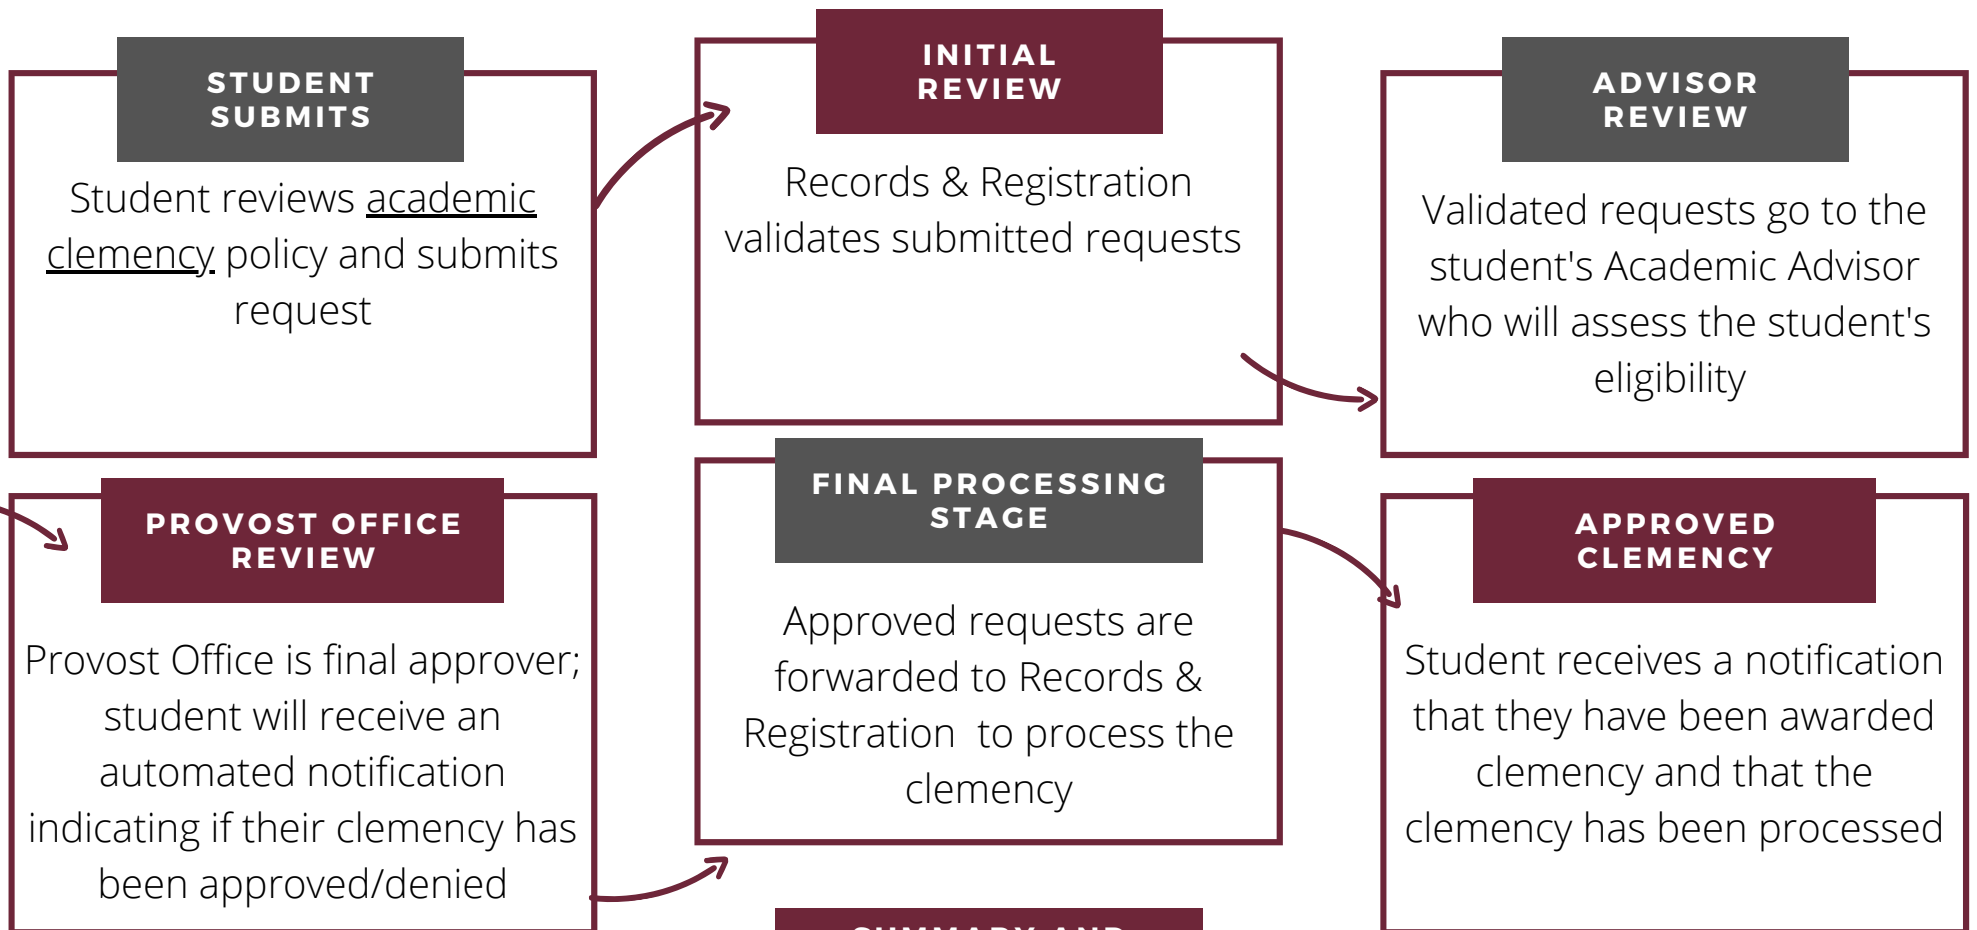 STUDENT
SUBMITS
Student reviews academic
clemency policy and submits
request
INITIAL
REVIEW
Records & Registration
validates submitted requests
ADVISOR
REVIEW
Validated requests go to the
student's Academic Advisor
who will assess the student's
eligibility
PROVOST OFFICE
REVIEW
Provost Office is final approver;
student will receive an
automated notification
indicating if their clemency has
been approved/denied
FINAL PROCESSING
STAGE
Approved requests are
forwarded to Records &
Registration  to process the
clemency
APPROVED
CLEMENCY
Student receives a notification
that they have been awarded
clemency and that the
clemency has been processed
SUMMARY AND